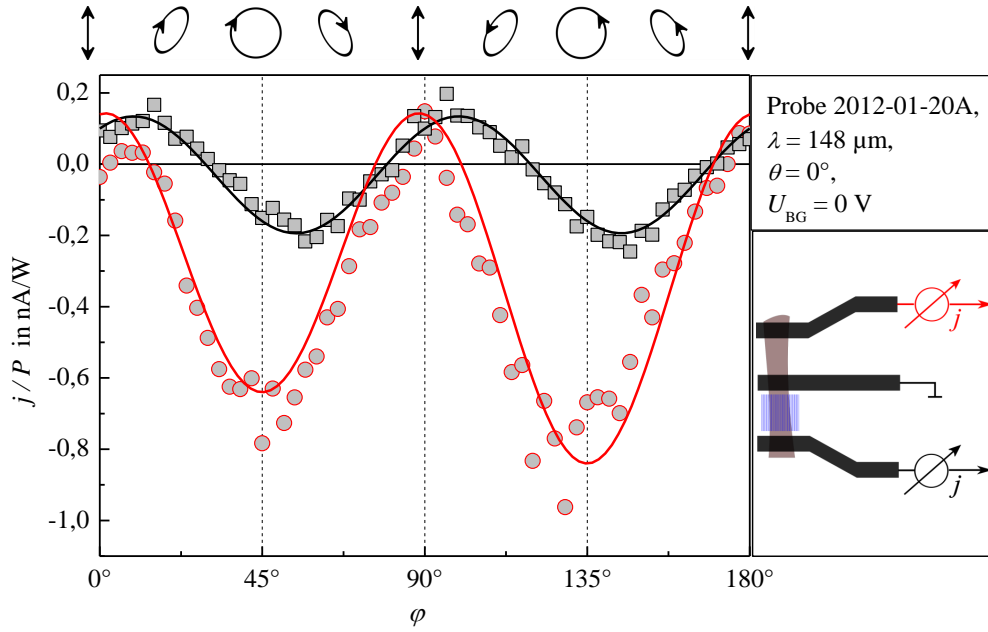 0,2
0,0
-0,2
-0,4
-0,6
-0,8
-1,0
j / P in nA/W
0°
45°
90°
135°
180°
φ
Probe 2012-01-20A,
λ = 148 μm,
θ = 0°,
U_BG = 0 V
j
j